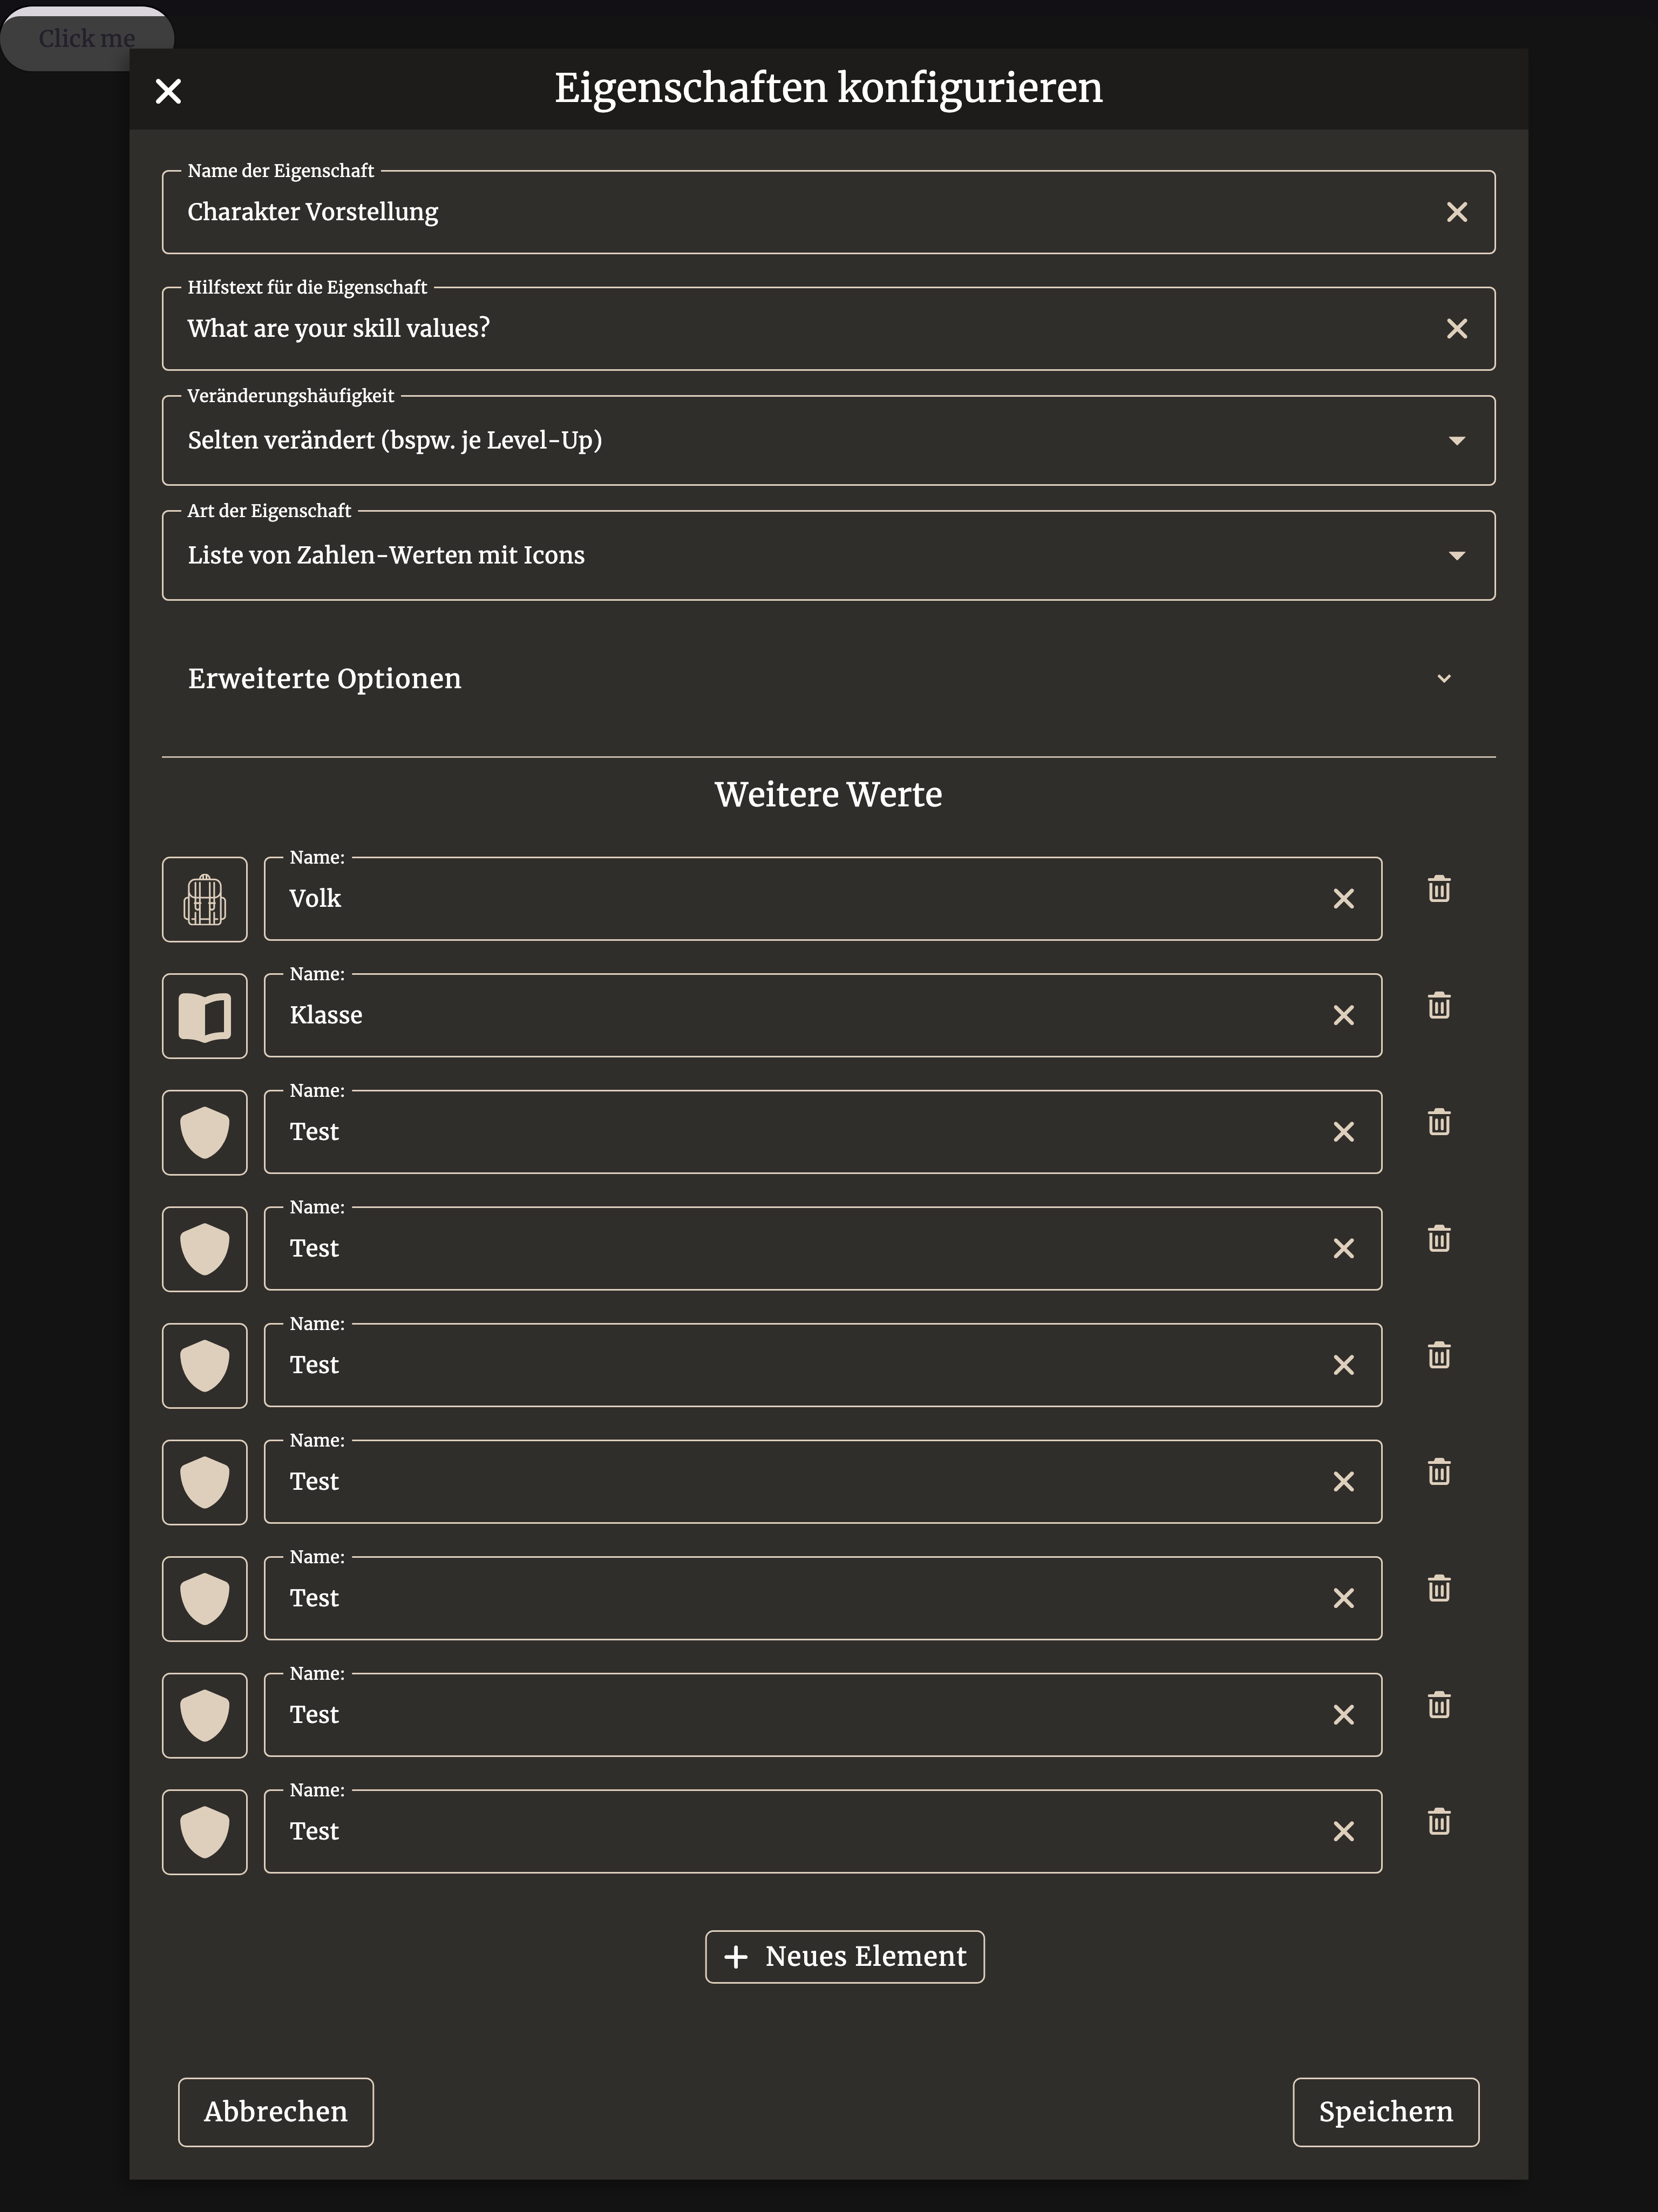 Click me
Eigenschaften konfigurieren
Name der Eigenschaft
Charakter Vorstellung
Hilfstext für die Eigenschaft
What are your skill values?
Veränderungshäufigkeit
Selten verändert (bspw. je Level-Up)
Art der Eigenschaft
Liste von Zahlen-Werten mit Icons
Erweiterte Optionen
Weitere Werte
Name:
Volk
Name:
Klasse
Name:
Test
Name:
Test
Name:
Test
Name:
Test
Name:
Test
Name:
Test
Name:
Test
Neues Element
Abbrechen
Speichern